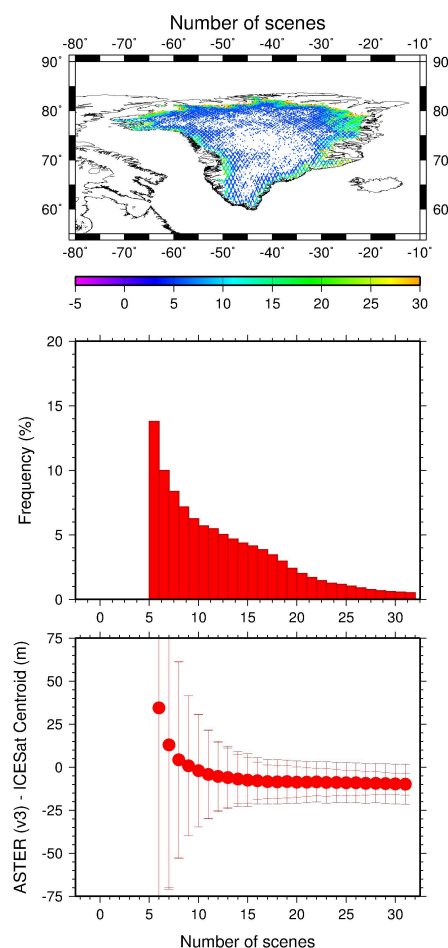 Number of scenes
-80˚ -70˚ -60˚ -50˚ -40˚ -30˚ -20˚ -10˚
90˚ 90˚
80˚ 80˚
70˚ 70˚
60˚ 60˚
-80˚ -70˚ -60˚ -50˚ -40˚ -30˚ -20˚ -10˚
-5 0 5 10 15 20 25 30
20
15
10
5
0
Frequency (%)
0 5 10 15 20 25 30
75
50
25
0
-25
-50
-75
ASTER (v3) - ICESat Centroid (m)
0 5 10 15 20 25 30
Number of scenes